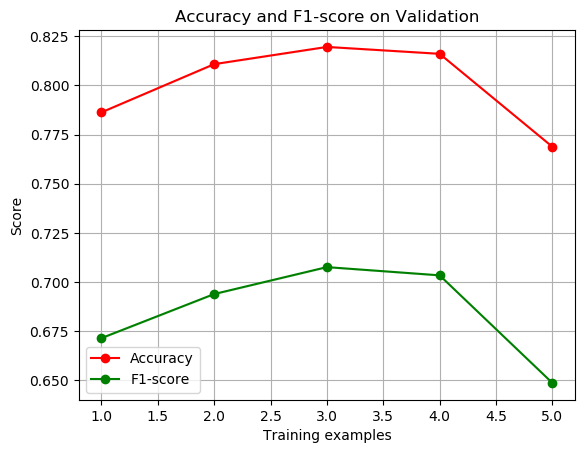 Accuracy and F1-score on Validation
0.825
0.800
0.775
0.750
0.725
0.700
0.675
0.650
Score
Accuracy
F1-score
1.0 1.5 2.0 2.5 3.0 3.5 4.0 4.5 5.0
Training examples